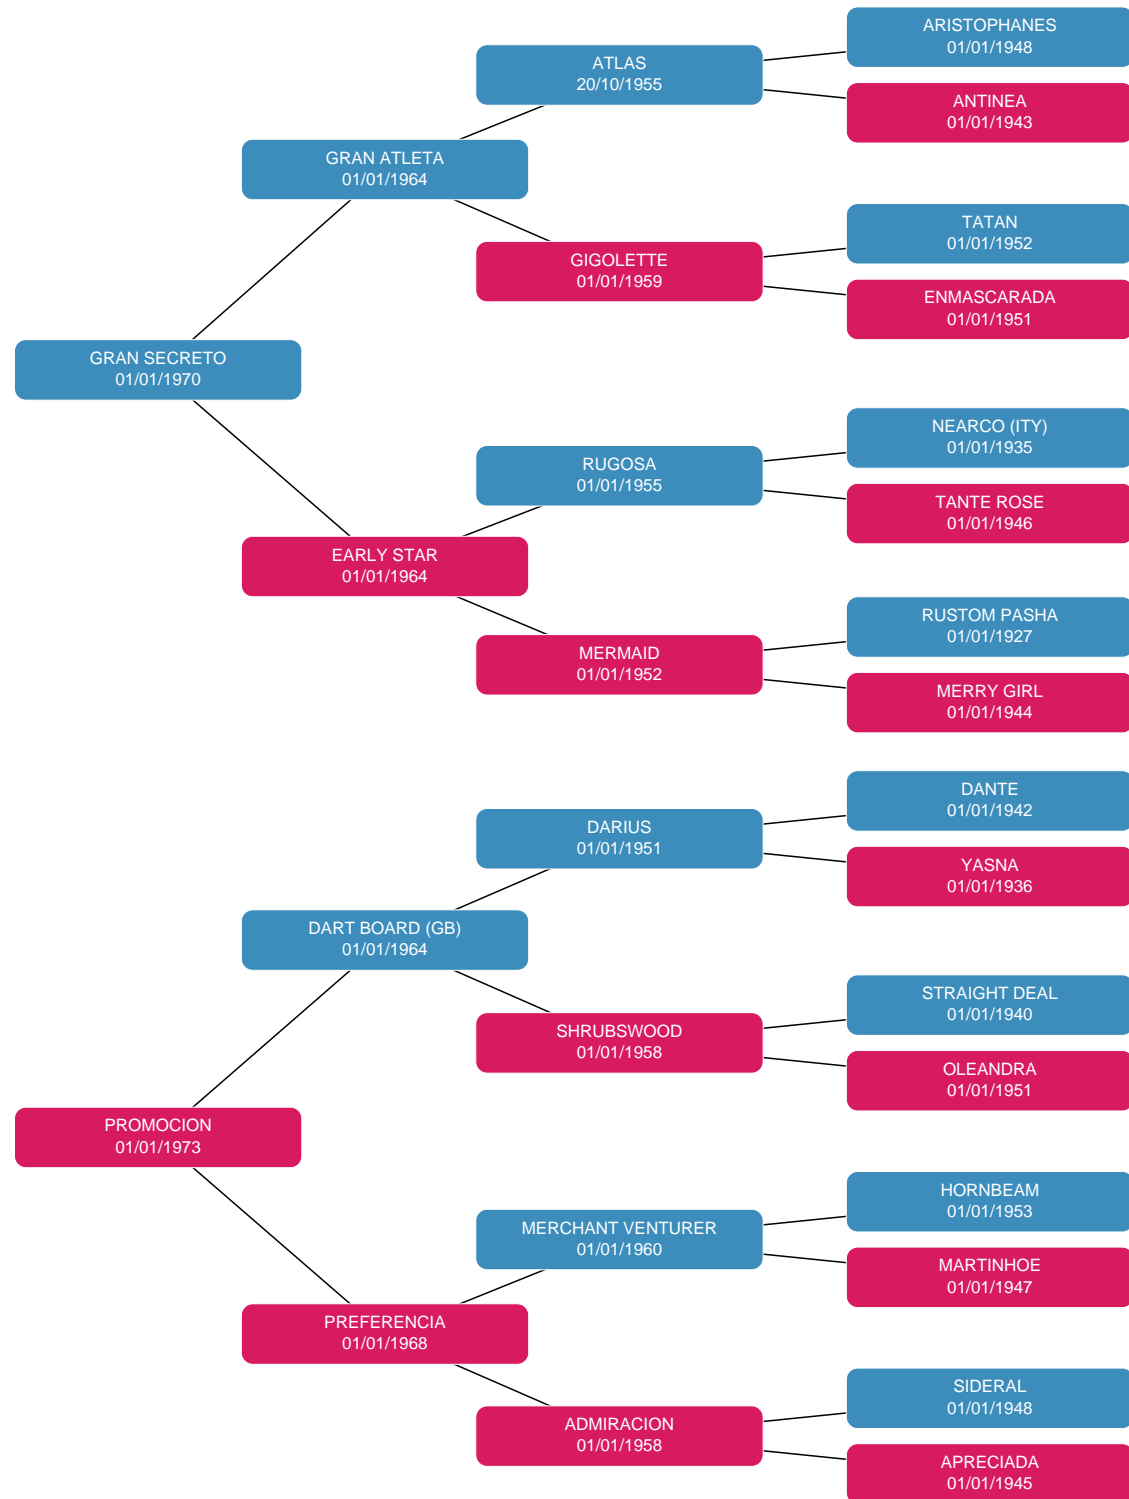 ARISTOPHANES
01/01/1948
ATLAS
20/10/1955
ANTINEA
01/01/1943
GRAN ATLETA
01/01/1964
TATAN
01/01/1952
GIGOLETTE
01/01/1959
ENMASCARADA
01/01/1951
GRAN SECRETO
01/01/1970
NEARCO (ITY)
01/01/1935
RUGOSA
01/01/1955
TANTE ROSE
01/01/1946
EARLY STAR
01/01/1964
RUSTOM PASHA
01/01/1927
MERMAID
01/01/1952
MERRY GIRL
01/01/1944
DANTE
01/01/1942
DARIUS
01/01/1951
YASNA
01/01/1936
DART BOARD (GB)
01/01/1964
STRAIGHT DEAL
01/01/1940
SHRUBSWOOD
01/01/1958
OLEANDRA
01/01/1951
PROMOCION
01/01/1973
HORNBEAM
01/01/1953
MERCHANT VENTURER
01/01/1960
MARTINHOE
01/01/1947
PREFERENCIA
01/01/1968
SIDERAL
01/01/1948
ADMIRACION
01/01/1958
APRECIADA
01/01/1945